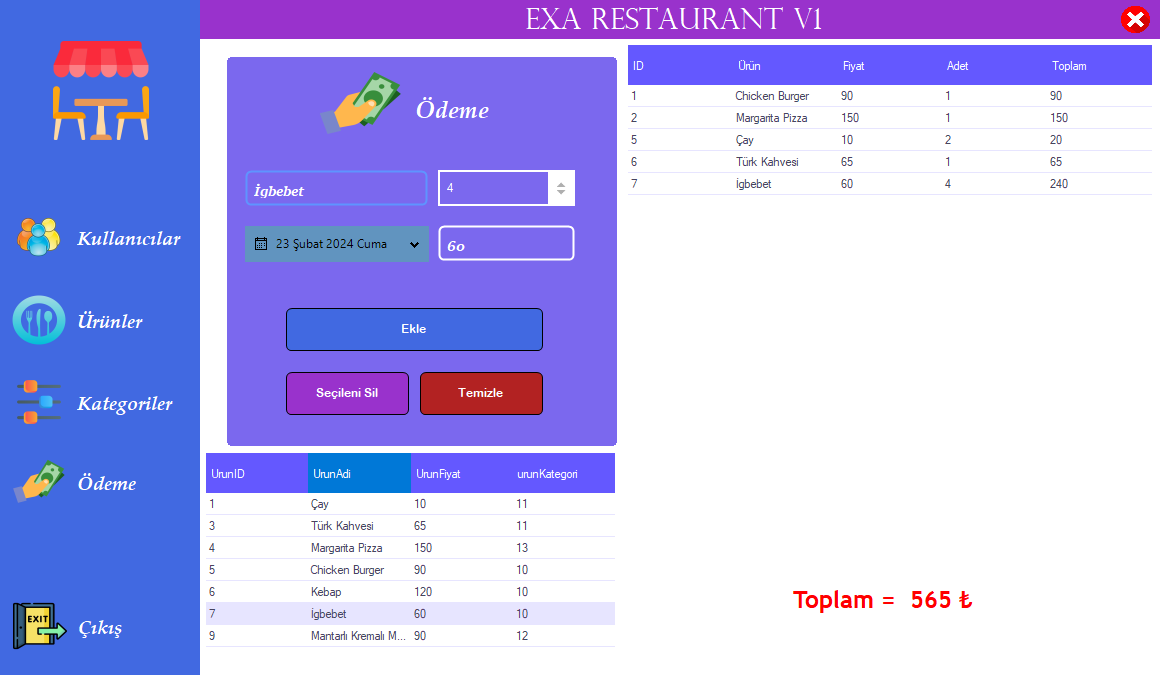 EXA RESTAURANT V1
Kullanıcılar
Ürünler
Kategoriler
Ödeme
EXIT
Çıkış
Ödeme
İgbebet 4
23 Şubat 2024 Cuma 60
Ekle
Seçileni Sil Temizle
UrunID UrunAdi UrunFiyat urunKategori
1 Çay 10 11
3 Türk Kahvesi 65 11
4 Margarita Pizza 150 13
5 Chicken Burger 90 10
6 Kebap 120 10
7 İgbebet 60 10
9 Mantarlı Kremalı M... 90 12
ID Ürün Fiyat Adet Toplam
1 Chicken Burger 90 1 90
2 Margarita Pizza 150 1 150
5 Çay 10 2 20
6 Türk Kahvesi 65 1 65
7 İgbebet 60 4 240
Toplam = 565 ₺